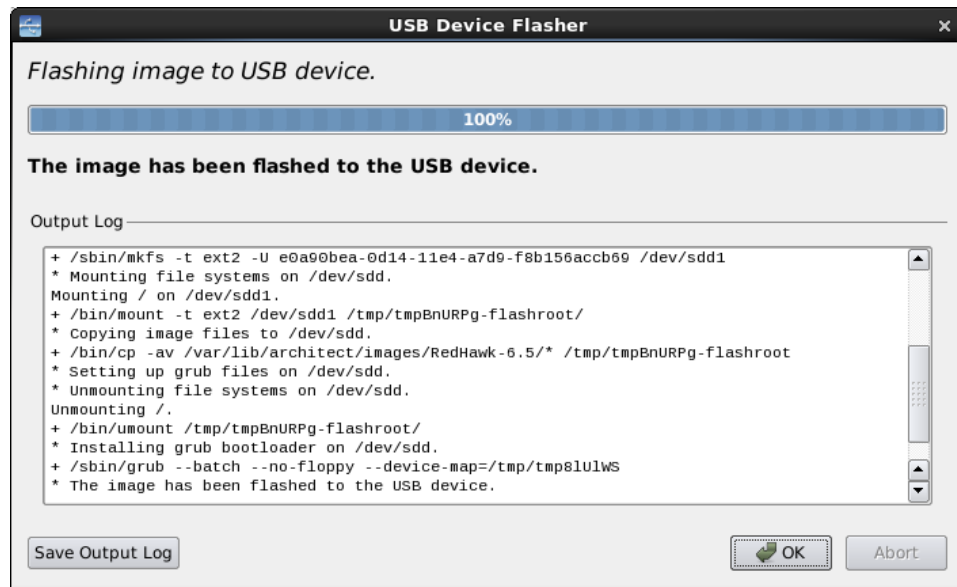 USB Device Flasher
Flashing image to USB device.
100%
The image has been flashed to the USB device.
Output Log
+ /sbin/mkfs -t ext2 -U e0a90bea-0d14-11e4-a7d9-f8b156accb69 /dev/sdd1
* Mounting file systems on /dev/sdd.
Mounting / on /dev/sdd1.
+ /bin/mount -t ext2 /dev/sdd1 /tmp/tmpBnURPg-flashroot/
* Copying image files to /dev/sdd.
+ /bin/cp -av /var/lib/architect/images/RedHawk-6.5/* /tmp/tmpBnURPg-flashroot
* Setting up grub files on /dev/sdd.
* Unmounting file systems on /dev/sdd.
Unmounting /.
+ /bin/umount /tmp/tmpBnURPg-flashroot/
* Installing grub bootloader on /dev/sdd.
+ /sbin/grub --batch --no-floppy --device-map=/tmp/tmp8lUlWS
* The image has been flashed to the USB device.
Save Output Log
OK
Abort